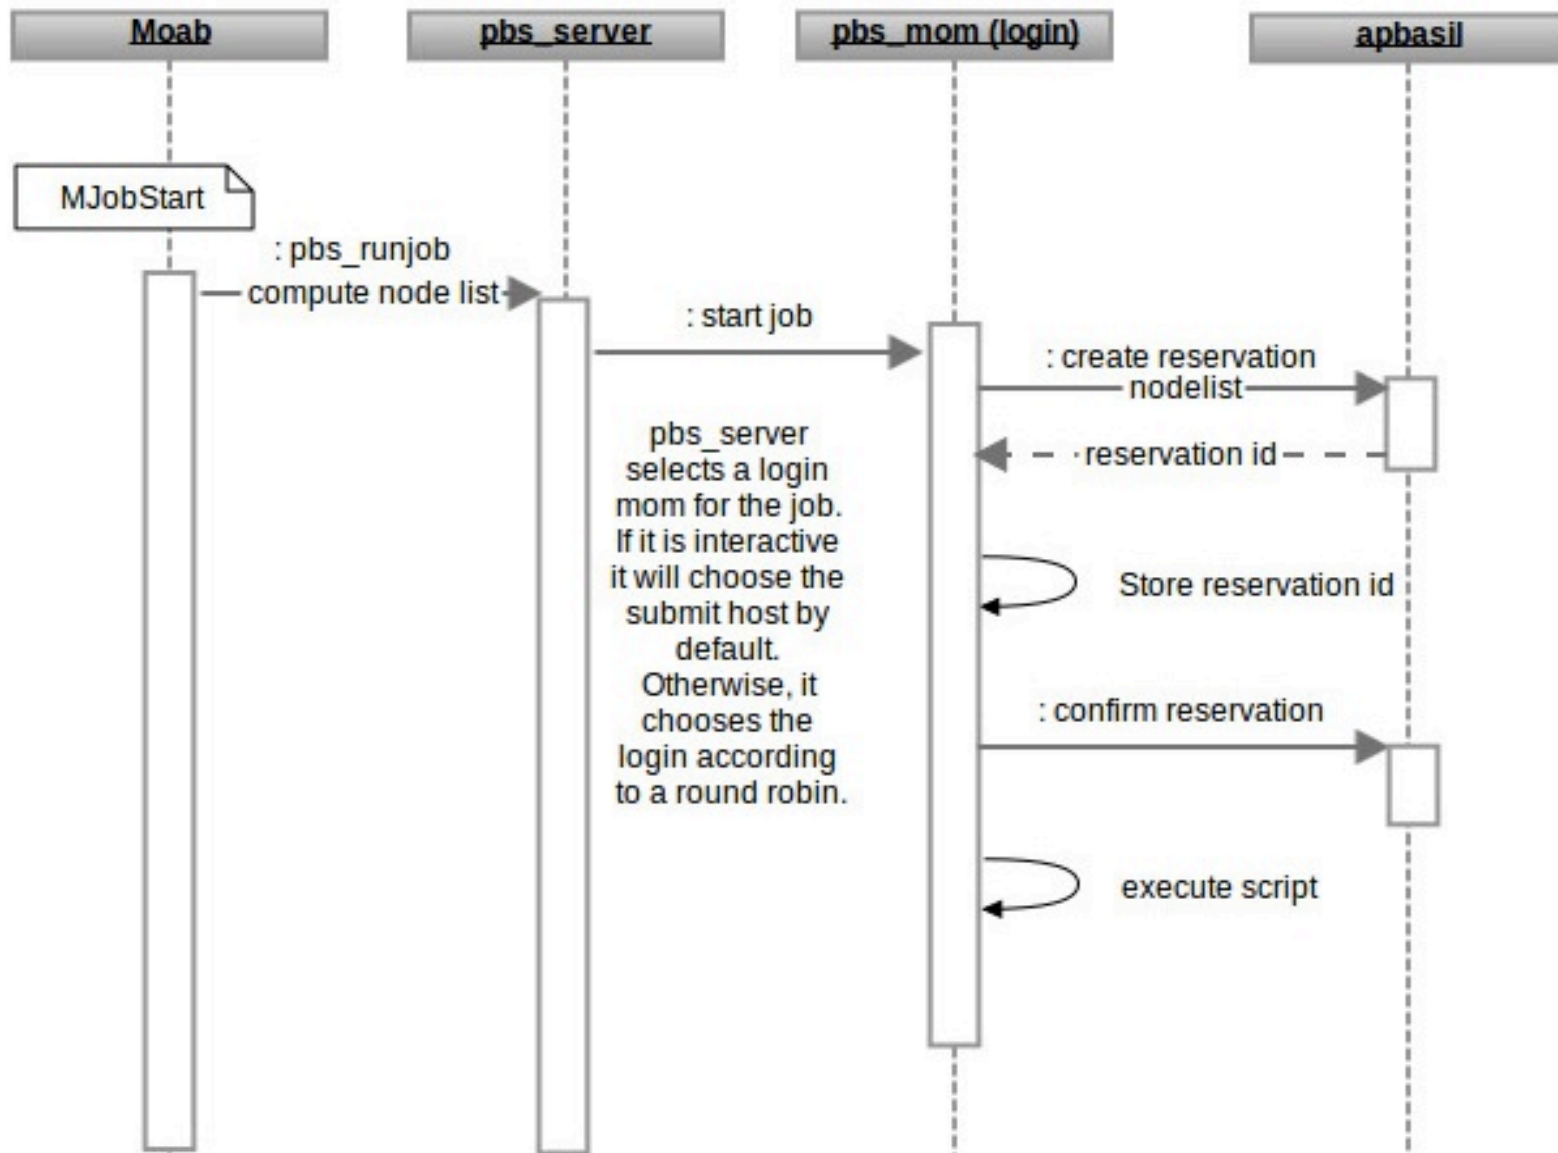 Moab
pbs_server
pbs_mom (login)
apbasil
MJobStart
: pbs_runjob
compute node list
: start job
: create reservation
nodelist
reservation id
pbs_server
selects a login
mom for the job.
If it is interactive
it will choose the
submit host by
default.
Otherwise, it
chooses the
login according
to a round robin.
Store reservation id
: confirm reservation
execute script